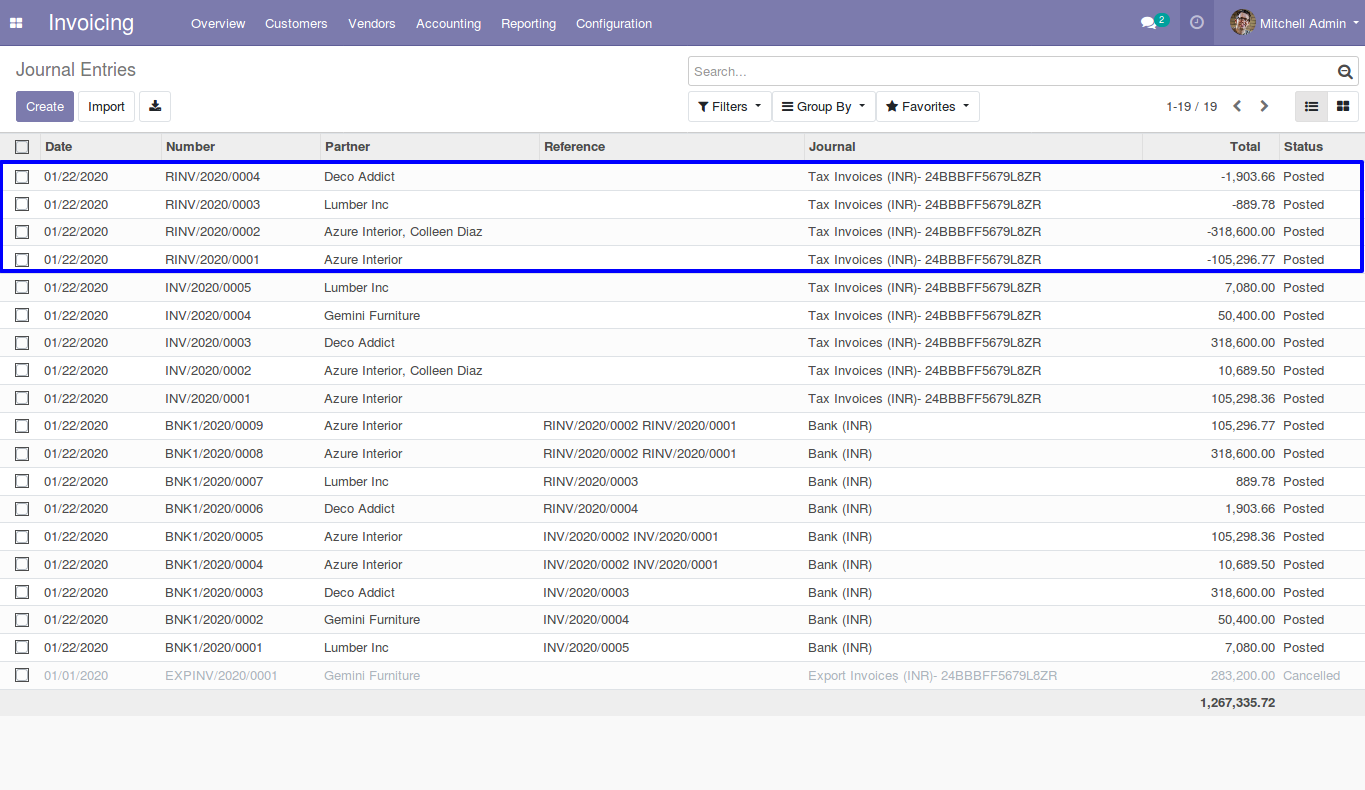 Invoicing Overview Customers Vendors Accounting Reporting Configuration 2 Mitchell Admin
Journal Entries Search...
Create Import Filters Group By Favorites 1-19 / 19
Date Number Partner Reference Journal Total Status
01/22/2020 RINV/2020/0004 Deco Addict Tax Invoices (INR)- 24BBBFF5679L8ZR -1,903.66 Posted
01/22/2020 RINV/2020/0003 Lumber Inc Tax Invoices (INR)- 24BBBFF5679L8ZR -889.78 Posted
01/22/2020 RINV/2020/0002 Azure Interior, Colleen Diaz Tax Invoices (INR)- 24BBBFF5679L8ZR -318,600.00 Posted
01/22/2020 RINV/2020/0001 Azure Interior Tax Invoices (INR)- 24BBBFF5679L8ZR -105,296.77 Posted
01/22/2020 INV/2020/0005 Lumber Inc Tax Invoices (INR)- 24BBBFF5679L8ZR 7,080.00 Posted
01/22/2020 INV/2020/0004 Gemini Furniture Tax Invoices (INR)- 24BBBFF5679L8ZR 50,400.00 Posted
01/22/2020 INV/2020/0003 Deco Addict Tax Invoices (INR)- 24BBBFF5679L8ZR 318,600.00 Posted
01/22/2020 INV/2020/0002 Azure Interior, Colleen Diaz Tax Invoices (INR)- 24BBBFF5679L8ZR 10,689.50 Posted
01/22/2020 INV/2020/0001 Azure Interior Tax Invoices (INR)- 24BBBFF5679L8ZR 105,298.36 Posted
01/22/2020 BNK1/2020/0009 Azure Interior RINV/2020/0002 RINV/2020/0001 Bank (INR) 105,296.77 Posted
01/22/2020 BNK1/2020/0008 Azure Interior RINV/2020/0002 RINV/2020/0001 Bank (INR) 318,600.00 Posted
01/22/2020 BNK1/2020/0007 Lumber Inc RINV/2020/0003 Bank (INR) 889.78 Posted
01/22/2020 BNK1/2020/0006 Deco Addict RINV/2020/0004 Bank (INR) 1,903.66 Posted
01/22/2020 BNK1/2020/0005 Azure Interior INV/2020/0002 INV/2020/0001 Bank (INR) 105,298.36 Posted
01/22/2020 BNK1/2020/0004 Azure Interior INV/2020/0002 INV/2020/0001 Bank (INR) 10,689.50 Posted
01/22/2020 BNK1/2020/0003 Deco Addict INV/2020/0003 Bank (INR) 318,600.00 Posted
01/22/2020 BNK1/2020/0002 Gemini Furniture INV/2020/0004 Bank (INR) 50,400.00 Posted
01/22/2020 BNK1/2020/0001 Lumber Inc INV/2020/0005 Bank (INR) 7,080.00 Posted
01/01/2020 EXPINV/2020/0001 Gemini Furniture Export Invoices (INR)- 24BBBFF5679L8ZR 283,200.00 Cancelled
1,267,335.72